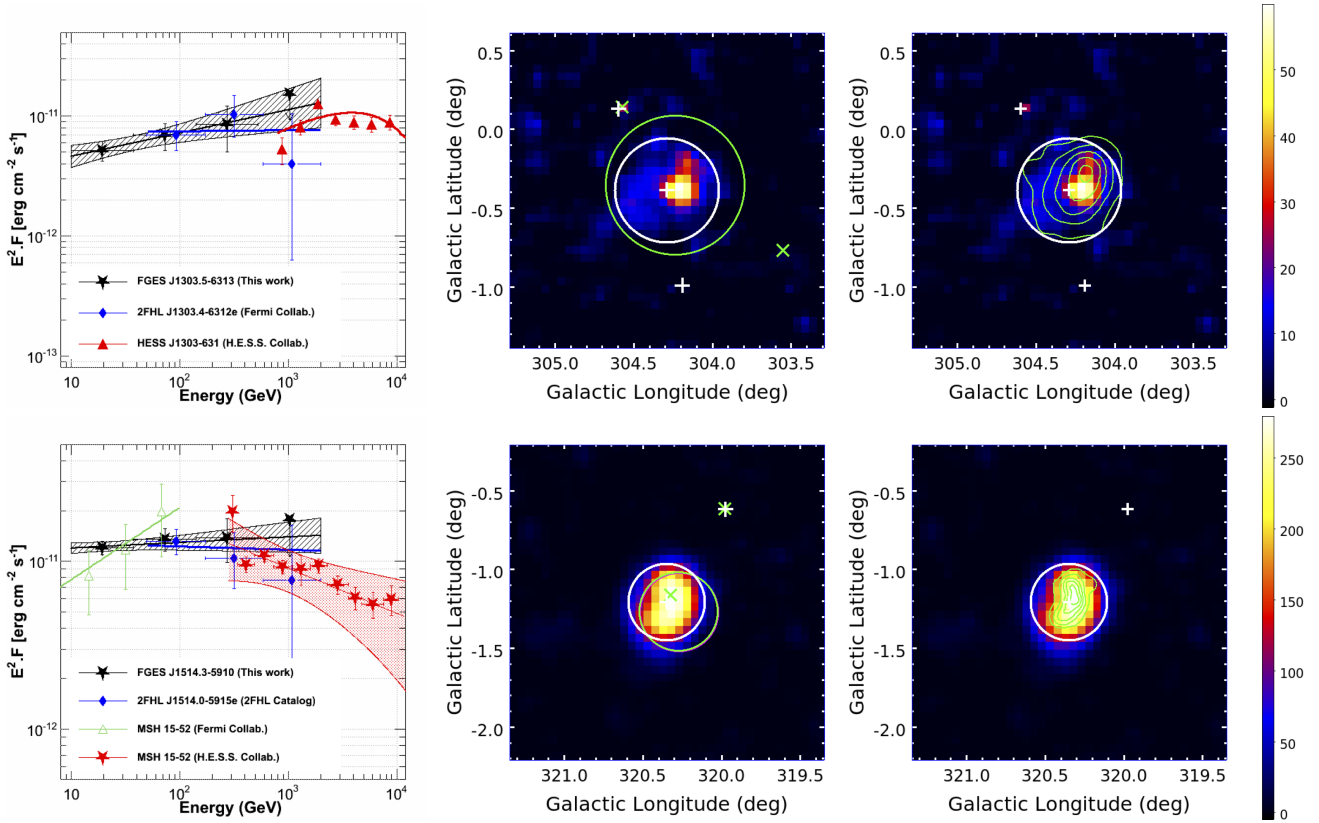 E².F [erg cm⁻² s⁻¹]
10⁻¹¹
10⁻¹²
10⁻¹³
FGES J1303.5-6313 (This work)
2FHL J1303.4-6312e (Fermi Collab.)
HESS J1303-631 (H.E.S.S. Collab.)
10 10² 10³ 10⁴
Energy (GeV)
Galactic Latitude (deg)
0.5
0.0
-0.5
-1.0
305.0 304.5 304.0 303.5
Galactic Longitude (deg)
Galactic Latitude (deg)
0.5
0.0
-0.5
-1.0
305.0 304.5 304.0 303.5
Galactic Longitude (deg)
50
40
30
20
10
0
E².F [erg cm⁻² s⁻¹]
10⁻¹¹
10⁻¹²
FGES J1514.3-5910 (This work)
2FHL J1514.0-5915e (2FHL Catalog)
MSH 15-52 (Fermi Collab.)
MSH 15-52 (H.E.S.S. Collab.)
10 10² 10³ 10⁴
Energy (GeV)
Galactic Latitude (deg)
-0.5
-1.0
-1.5
-2.0
321.0 320.5 320.0 319.5
Galactic Longitude (deg)
Galactic Latitude (deg)
-0.5
-1.0
-1.5
-2.0
321.0 320.5 320.0 319.5
Galactic Longitude (deg)
250
200
150
100
50
0